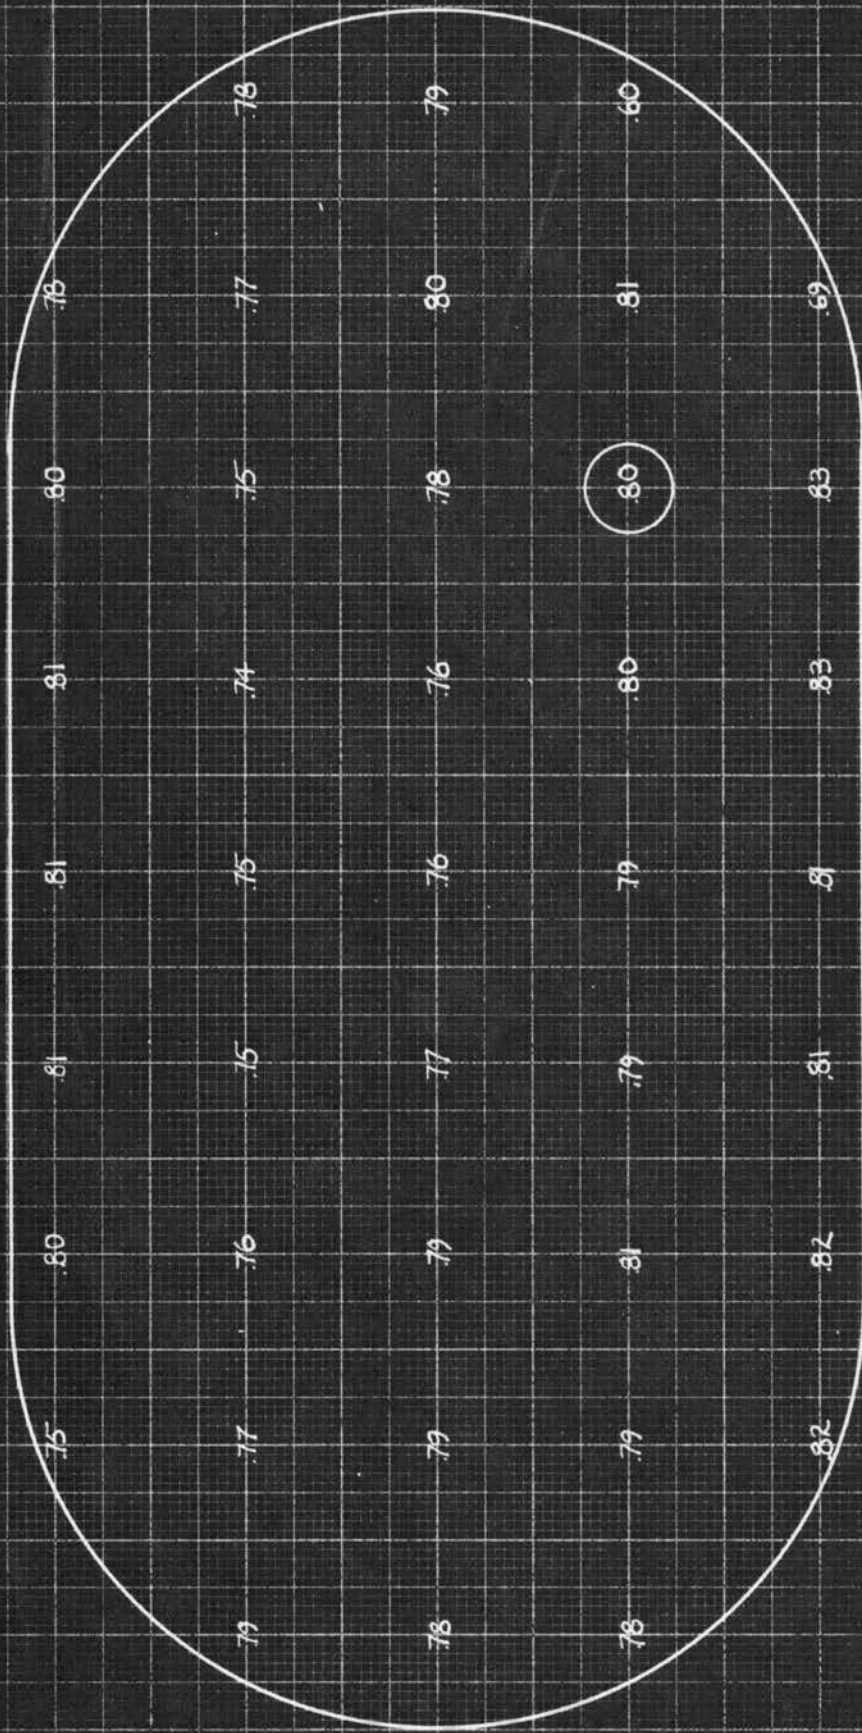 .78 .79 .60
.78 .77 .80 .81 .69
.80 .75 .78 .80 .83
.81 .74 .76 .80 .83
.81 .75 .76 .79 .81
.81 .75 .77 .79 .81
.80 .76 .79 .81 .82
.75 .77 .79 .79 .82
.79 .78 .78